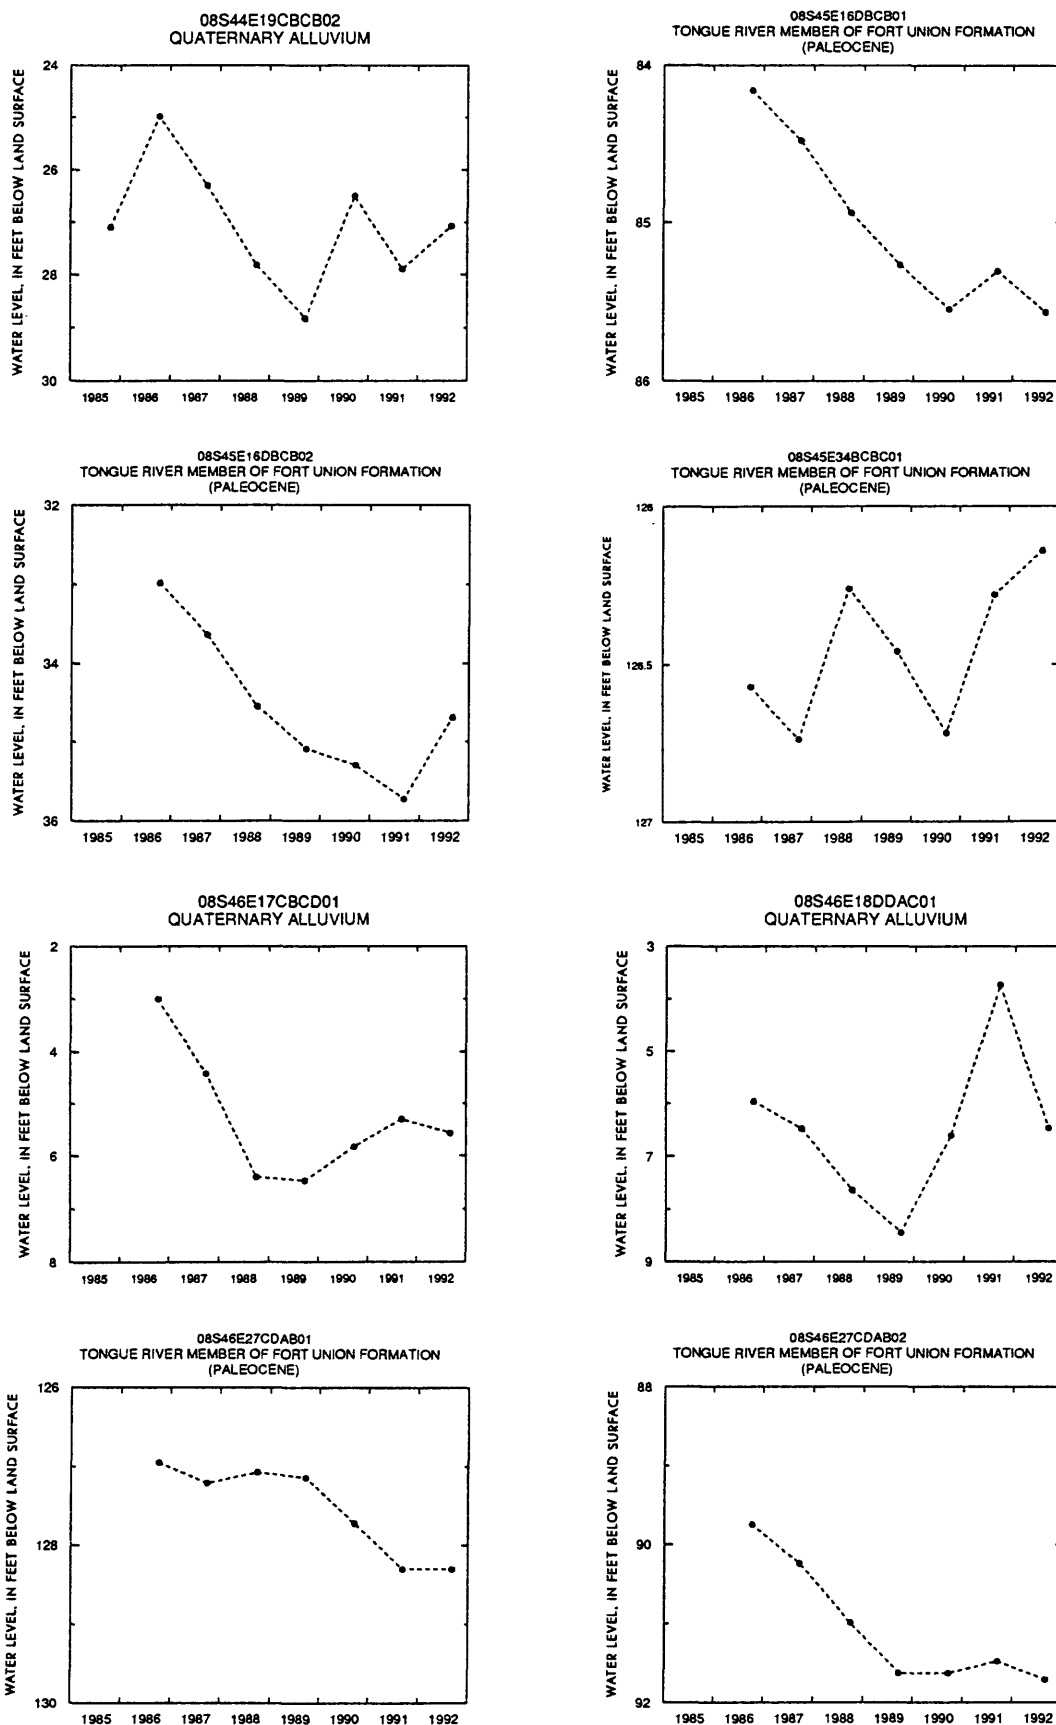 08S44E19CBCB02
QUATERNARY ALLUVIUM
WATER LEVEL, IN FEET BELOW LAND SURFACE
24
26
28
30
1985 1986 1987 1988 1989 1990 1991 1992
08S45E16DBCB01
TONGUE RIVER MEMBER OF FORT UNION FORMATION
(PALEOCENE)
WATER LEVEL, IN FEET BELOW LAND SURFACE
84
85
86
1985 1986 1987 1988 1989 1990 1991 1992
08S45E16DBCB02
TONGUE RIVER MEMBER OF FORT UNION FORMATION
(PALEOCENE)
WATER LEVEL, IN FEET BELOW LAND SURFACE
32
34
36
1985 1986 1987 1988 1989 1990 1991 1992
08S45E34BCBC01
TONGUE RIVER MEMBER OF FORT UNION FORMATION
(PALEOCENE)
WATER LEVEL, IN FEET BELOW LAND SURFACE
126
126.5
127
1985 1986 1987 1988 1989 1990 1991 1992
08S46E17CBCD01
QUATERNARY ALLUVIUM
WATER LEVEL, IN FEET BELOW LAND SURFACE
2
4
6
8
1985 1986 1987 1988 1989 1990 1991 1992
08S46E18DDAC01
QUATERNARY ALLUVIUM
WATER LEVEL, IN FEET BELOW LAND SURFACE
3
5
7
9
1985 1986 1987 1988 1989 1990 1991 1992
08S46E27CDAB01
TONGUE RIVER MEMBER OF FORT UNION FORMATION
(PALEOCENE)
WATER LEVEL, IN FEET BELOW LAND SURFACE
126
128
130
1985 1986 1987 1988 1989 1990 1991 1992
08S46E27CDAB02
TONGUE RIVER MEMBER OF FORT UNION FORMATION
(PALEOCENE)
WATER LEVEL, IN FEET BELOW LAND SURFACE
88
90
92
1985 1986 1987 1988 1989 1990 1991 1992